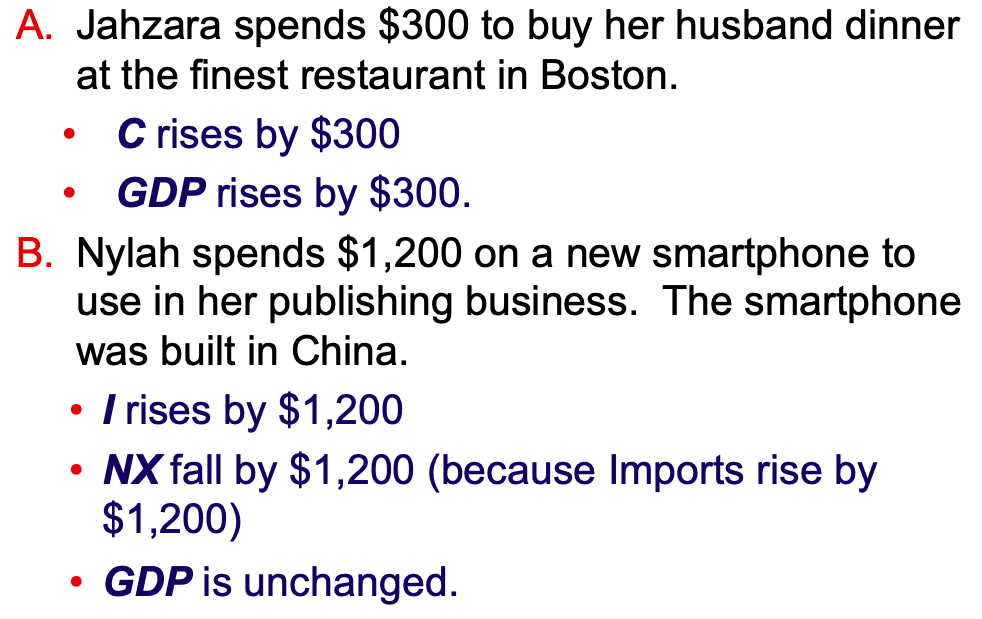 A. Jahzara spends $300 to buy her husband dinner
at the finest restaurant in Boston.
• C rises by $300
• GDP rises by $300.
B. Nylah spends $1,200 on a new smartphone to
use in her publishing business. The smartphone
was built in China.
• I rises by $1,200
• NX fall by $1,200 (because Imports rise by
$1,200)
• GDP is unchanged.